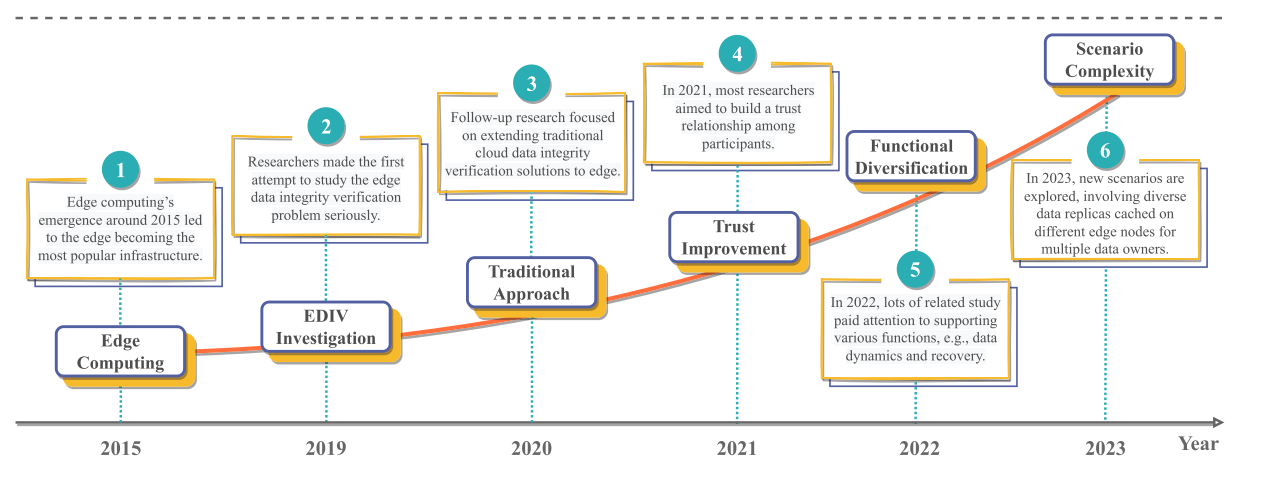 1
Edge computing's
emergence around 2015 led
to the edge becoming the
most popular infrastructure.
Edge
Computing
2
Researchers made the first
attempt to study the edge
data integrity verification
problem seriously.
EDIV
Investigation
3
Follow-up research focused
on extending traditional
cloud data integrity
verification solutions to edge.
Traditional
Approach
4
In 2021, most researchers
aimed to build a trust
relationship among
participants.
Trust
Improvement
Functional
Diversification
5
In 2022, lots of related study
paid attention to supporting
various functions, e.g., data
dynamics and recovery.
Scenario
Complexity
6
In 2023, new scenarios are
explored, involving diverse
data replicas cached on
different edge nodes for
multiple data owners.
2015
2019
2020
2021
2022
2023
Year